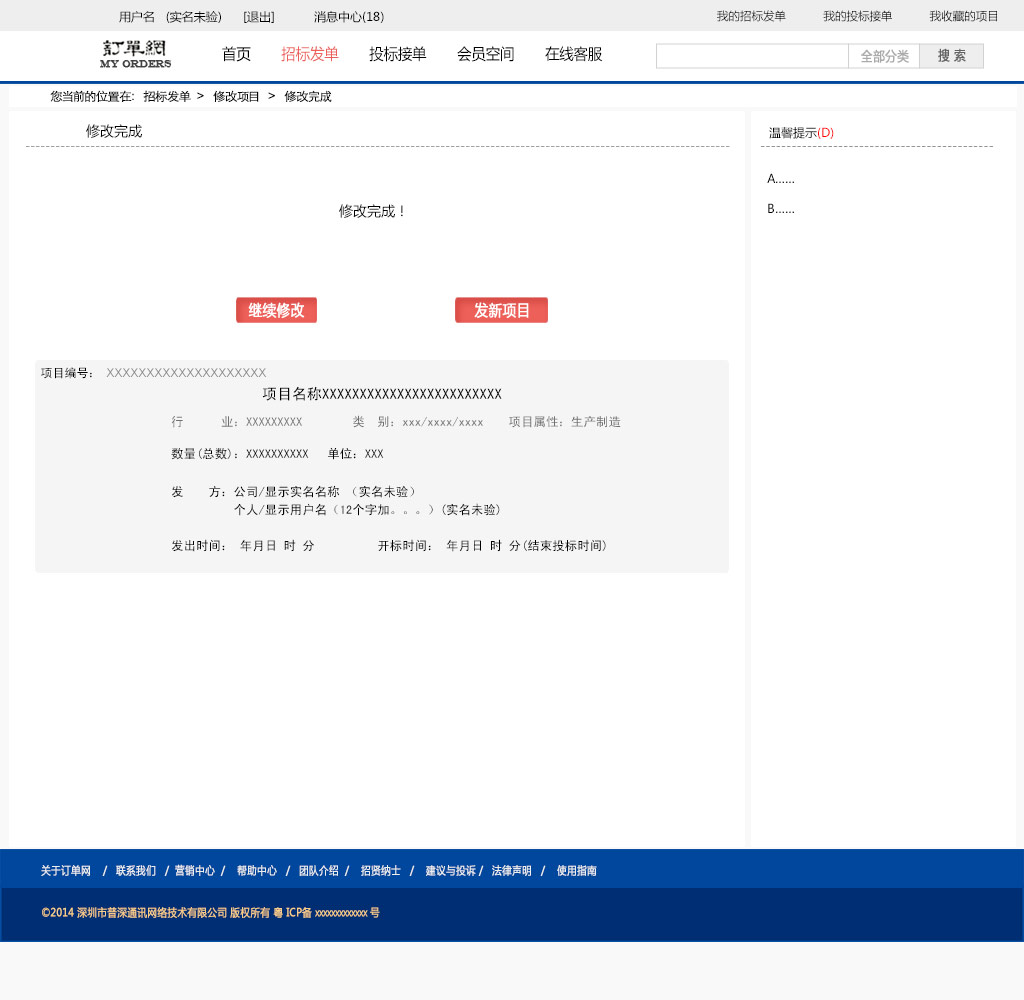 用户名 (实名未验) [退出] 消息中心(18) 我的招标发单 我的投标接单 我收藏的项目
訂單網
MY ORDERS
首页 招标发单 投标接单 会员空间 在线客服 全部分类 搜 索
您当前的位置在: 招标发单 > 修改项目 > 修改完成
修改完成
修改完成！
继续修改 发新项目
项目编号: XXXXXXXXXXXXXXXXXXXX
项目名称XXXXXXXXXXXXXXXXXXXXXXXX
行 业: XXXXXXXXX 类 别: xxx/xxxx/xxxx 项目属性: 生产制造
数量(总数): XXXXXXXXXX 单位: XXX
发 方: 公司/显示实名名称 （实名未验）
个人/显示用户名（12个字加。。。）(实名未验)
发出时间: 年月日 时 分 开标时间: 年月日 时 分(结束投标时间)
温馨提示(D)
A......
B......
关于订单网 / 联系我们 / 营销中心 / 帮助中心 / 团队介绍 / 招贤纳士 / 建议与投诉 / 法律声明 / 使用指南
©2014 深圳市普深通讯网络技术有限公司 版权所有 粤 ICP备 xxxxxxxxxxxx 号